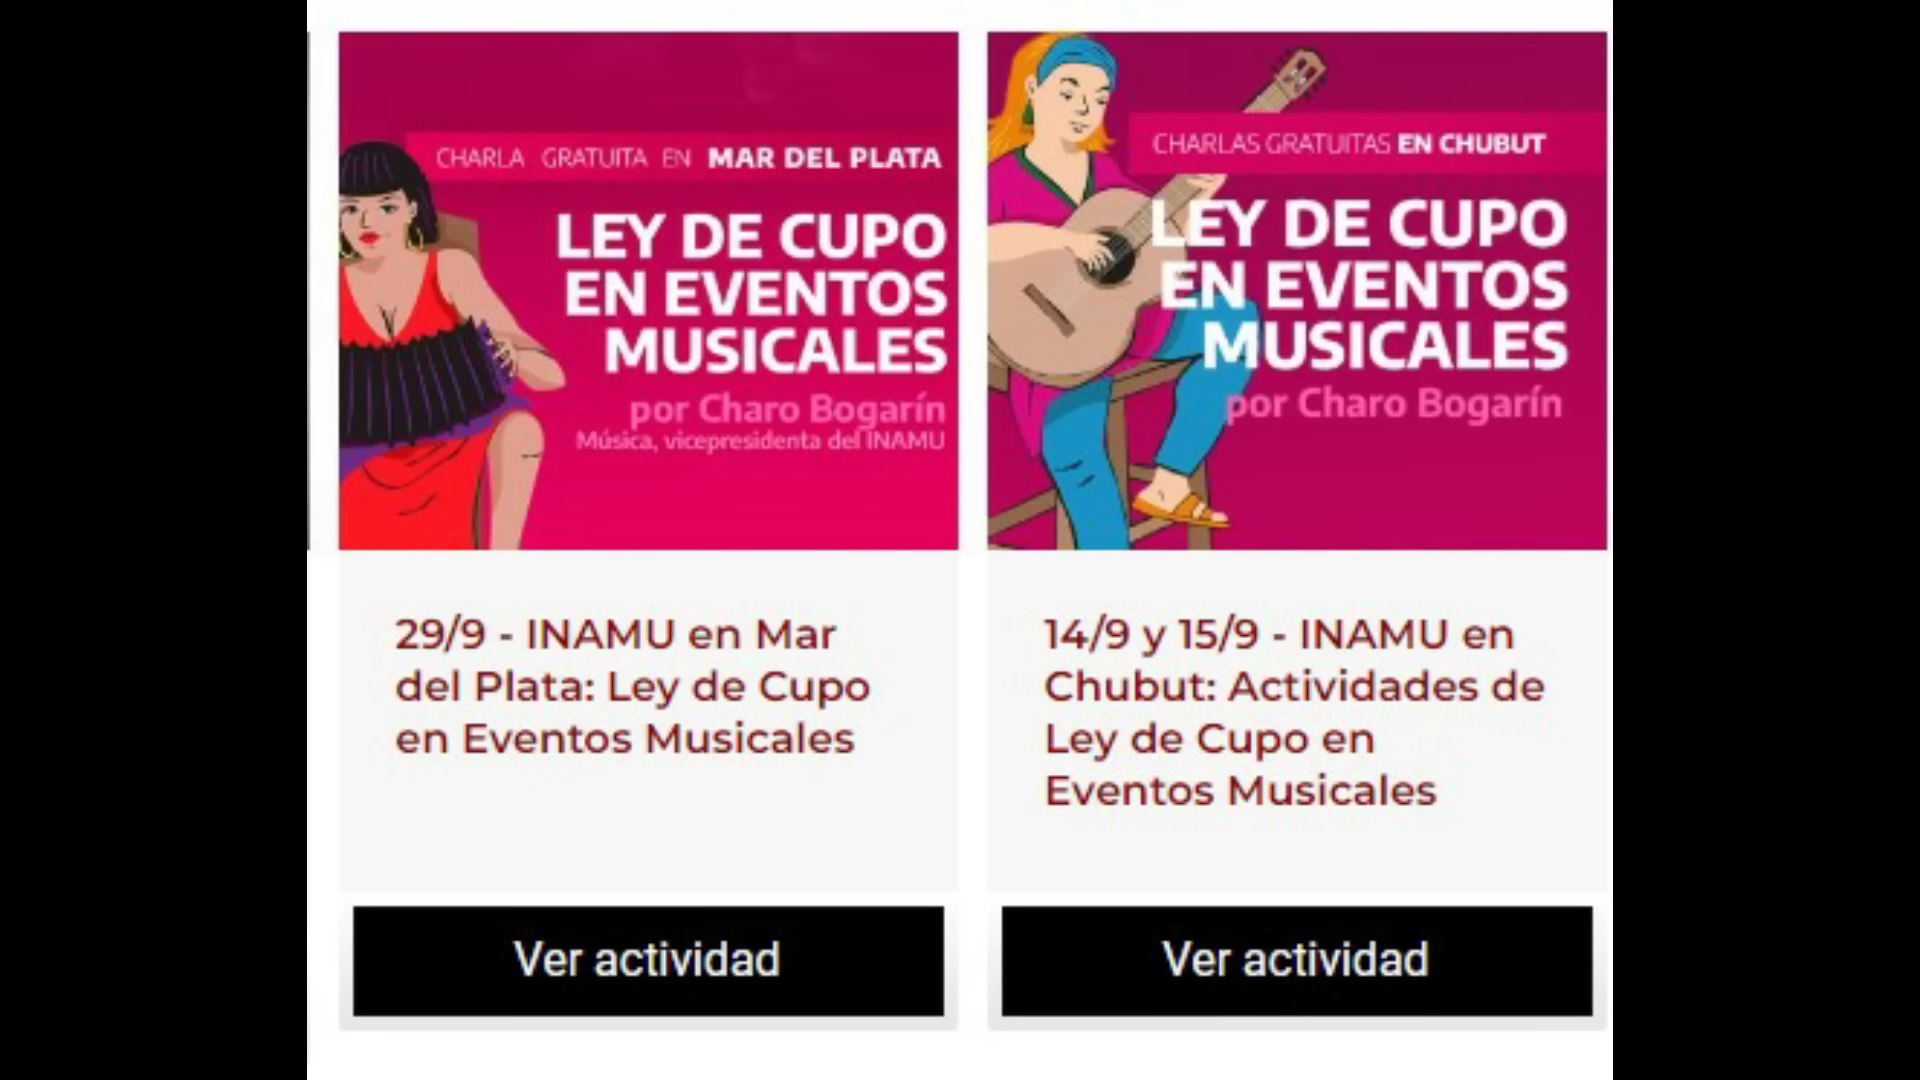 CHARLA GRATUITA EN MAR DEL PLATA
LEY DE CUPO
EN EVENTOS
MUSICALES
por Charo Bogarín
Música, vicepresidenta del INAMU
29/9 - INAMU en Mar
del Plata: Ley de Cupo
en Eventos Musicales
Ver actividad
CHARLAS GRATUITAS EN CHUBUT
LEY DE CUPO
EN EVENTOS
MUSICALES
por Charo Bogarín
14/9 y 15/9 - INAMU en
Chubut: Actividades de
Ley de Cupo en
Eventos Musicales
Ver actividad